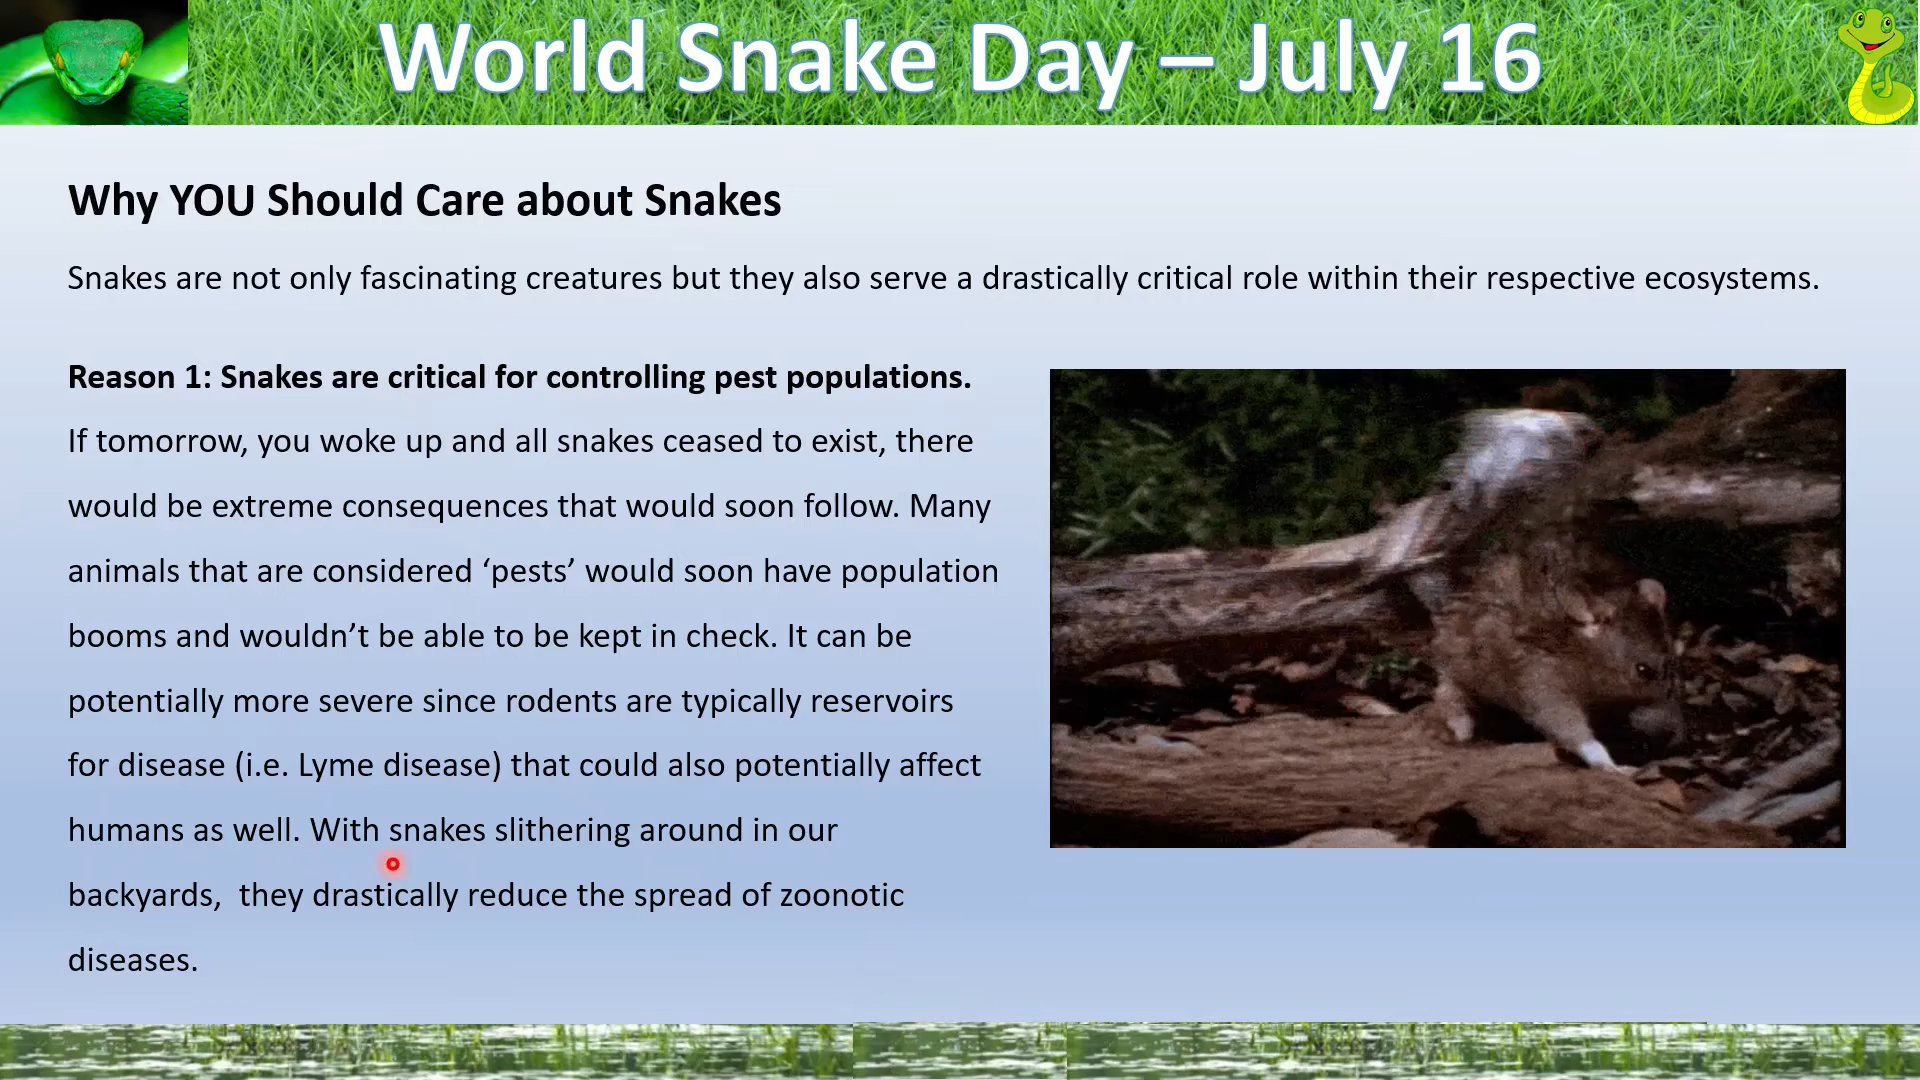 World Snake Day – July 16
Why YOU Should Care about Snakes
Snakes are not only fascinating creatures but they also serve a drastically critical role within their respective ecosystems.
Reason 1: Snakes are critical for controlling pest populations.
If tomorrow, you woke up and all snakes ceased to exist, there
would be extreme consequences that would soon follow. Many
animals that are considered ‘pests’ would soon have population
booms and wouldn’t be able to be kept in check. It can be
potentially more severe since rodents are typically reservoirs
for disease (i.e. Lyme disease) that could also potentially affect
humans as well. With snakes slithering around in our
backyards,  they drastically reduce the spread of zoonotic
diseases.